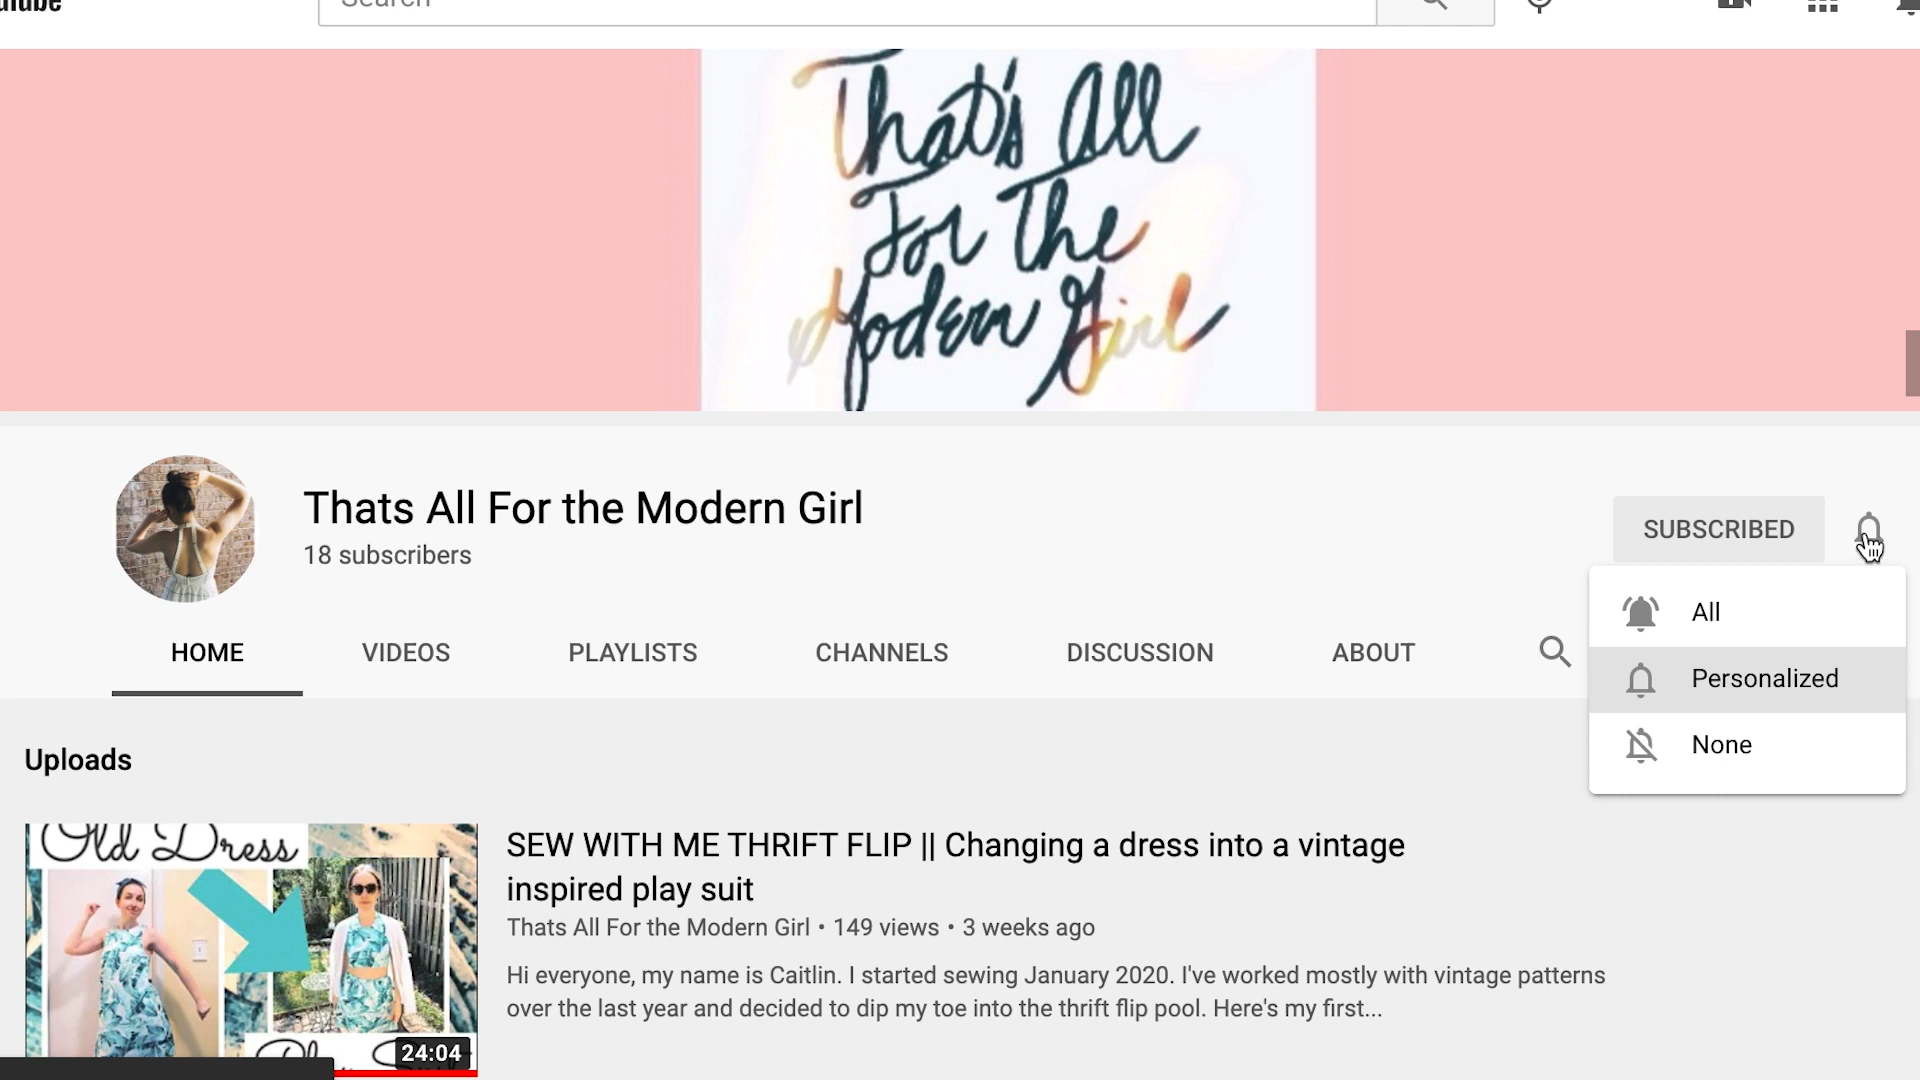 Search
That's All
For The
Modern Girl
Thats All For the Modern Girl
18 subscribers
SUBSCRIBED
All
Personalized
None
HOME
VIDEOS
PLAYLISTS
CHANNELS
DISCUSSION
ABOUT
Uploads
Old Dress
24:04
SEW WITH ME THRIFT FLIP || Changing a dress into a vintage
inspired play suit
Thats All For the Modern Girl • 149 views • 3 weeks ago
Hi everyone, my name is Caitlin. I started sewing January 2020. I've worked mostly with vintage patterns
over the last year and decided to dip my toe into the thrift flip pool. Here's my first...